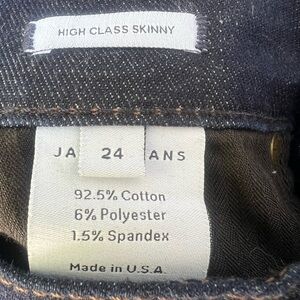 HIGH CLASS SKINNY
JA 24 ANS
92.5% Cotton
6% Polyester
1.5% Spandex
Made in U.S.A.